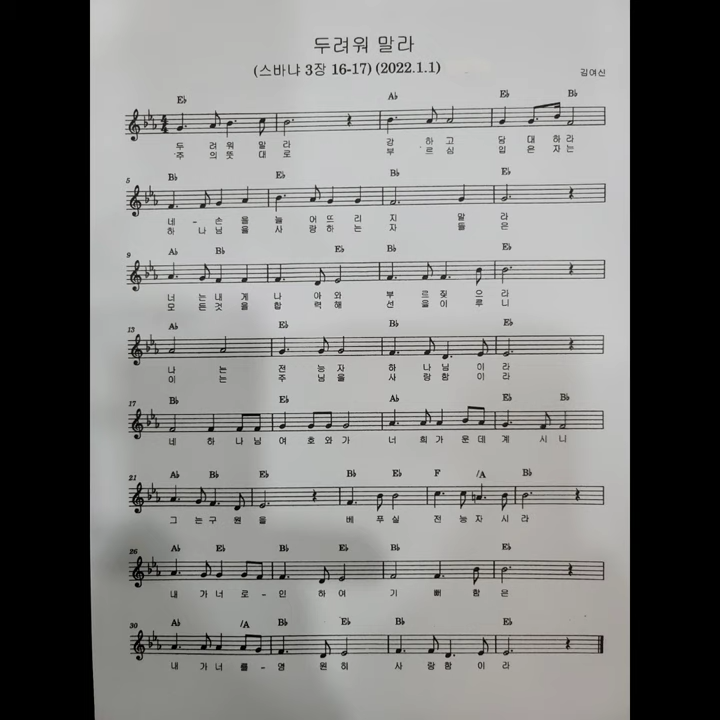 두려워 말라
(스바냐 3장 16-17) (2022.1.1)
김여신
E♭ A♭ E♭ B♭
두 려 워 말 라 강 하 고 담 대 하 라
주 의 뜻 대 로 부 르 심 입 은 자 는
5 B♭ E♭ B♭ E♭
네 - 손 을 늘 어 뜨 리 지 말 라
하 나 님 을 사 랑 하 는 자 들 은
9 A♭ B♭ E♭ B♭ E♭
너 는 내 게 나 아 와 부 르 짖 으 라
모 든 것 을 합 력 해 선 을 이 루 니
13 A♭ E♭ B♭ E♭
나 는 전 능 자 하 나 님 이 라
이 는 주 님 을 사 랑 함 이 라
17 B♭ E♭ A♭ E♭ B♭
네 하 나 님 여 호 와 가 너 희 가 운 데 계 시 니
21 A♭ B♭ E♭ B♭ E♭ F /A B♭
그 는 구 원 을 베 푸 실 전 능 자 시 라
26 A♭ E♭ B♭ E♭ B♭ E♭
내 가 너 로 - 인 하 여 기 뻐 함 은
30 A♭ /A B♭ E♭ B♭ E♭
내 가 너 를 - 영 원 히 사 랑 함 이 라